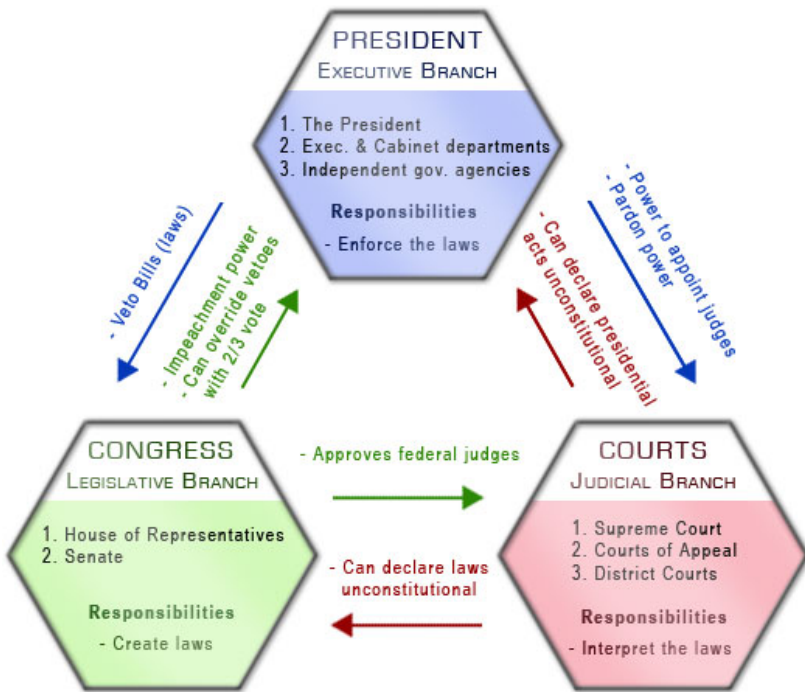 PRESIDENT
EXECUTIVE BRANCH
1. The President
2. Exec. & Cabinet departments
3. Independent gov. agencies
Responsibilities
- Enforce the laws
- Veto Bills (laws)
- Impeachment power
- Can override vetoes
with 2/3 vote
- Can declare presidential
acts unconstitutional
- Power to appoint judges
- Pardon power
CONGRESS
LEGISLATIVE BRANCH
1. House of Representatives
2. Senate
Responsibilities
- Create laws
- Approves federal judges
- Can declare laws
unconstitutional
COURTS
JUDICIAL BRANCH
1. Supreme Court
2. Courts of Appeal
3. District Courts
Responsibilities
- Interpret the laws